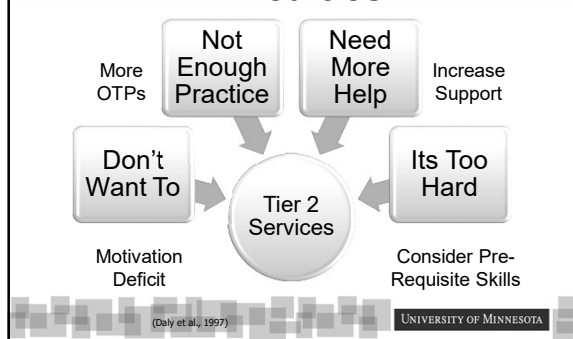 Not
Enough
Practice
Need
More
Help
More
OTPs
Increase
Support
Don’t
Want To
Its Too
Hard
Tier 2
Services
Motivation
Deficit
Consider Pre-
Requisite Skills
(Daly et al., 1997)
UNIVERSITY OF MINNESOTA